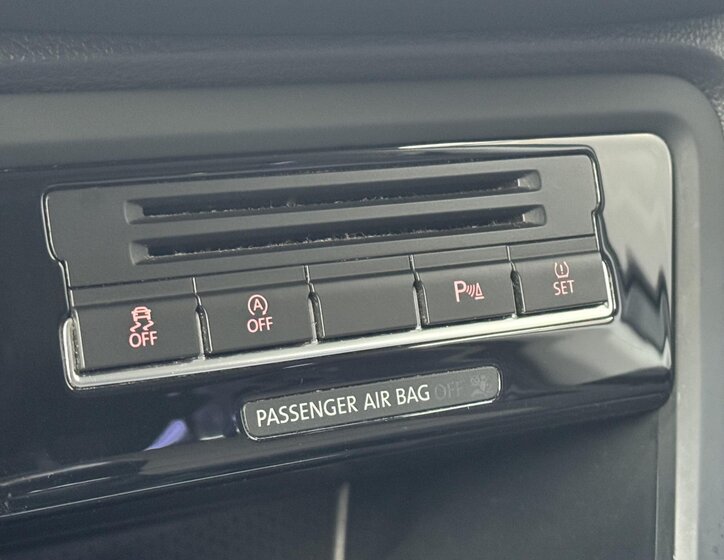 OFF
A
OFF
P
SET
PASSENGER AIR BAG OFF